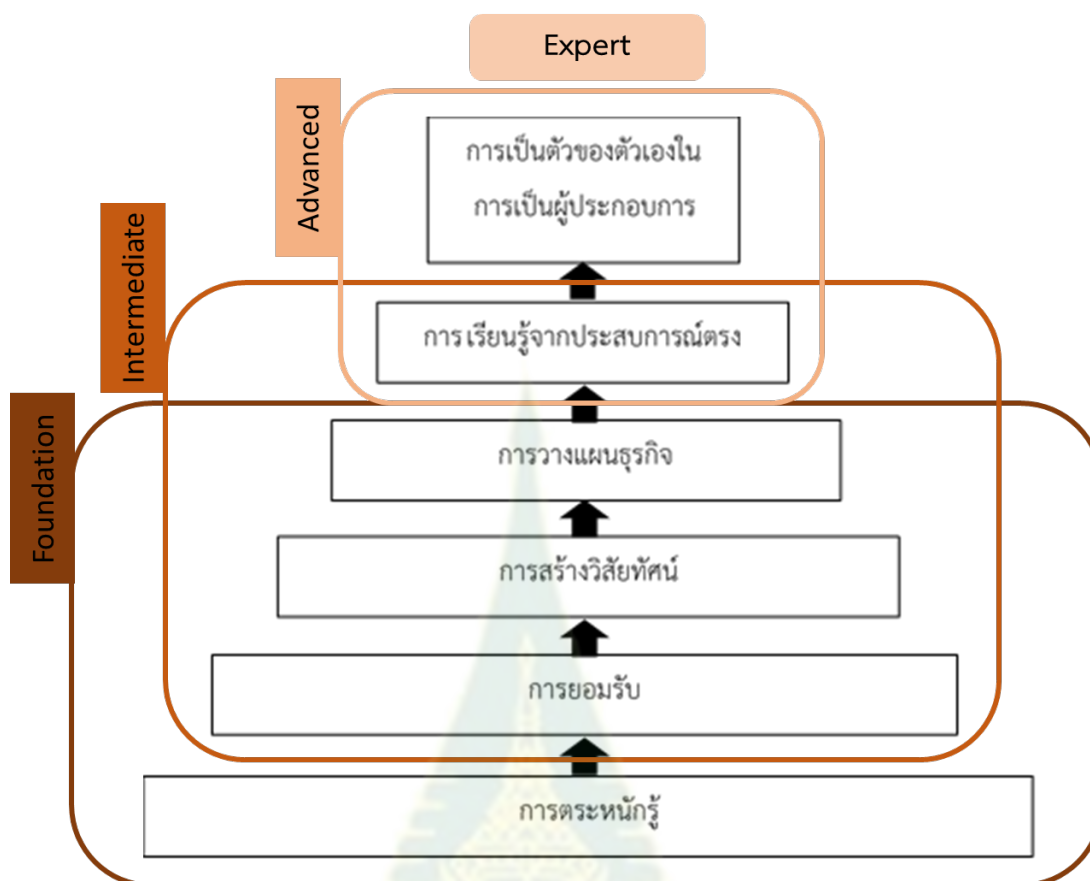 Expert
Advanced
การเป็นตัวของตัวเองใน
การเป็นผู้ประกอบการ
Intermediate
การเรียนรู้จากประสบการณ์ตรง
Foundation
การวางแผนธุรกิจ
การสร้างวิสัยทัศน์
การยอมรับ
การตระหนักรู้